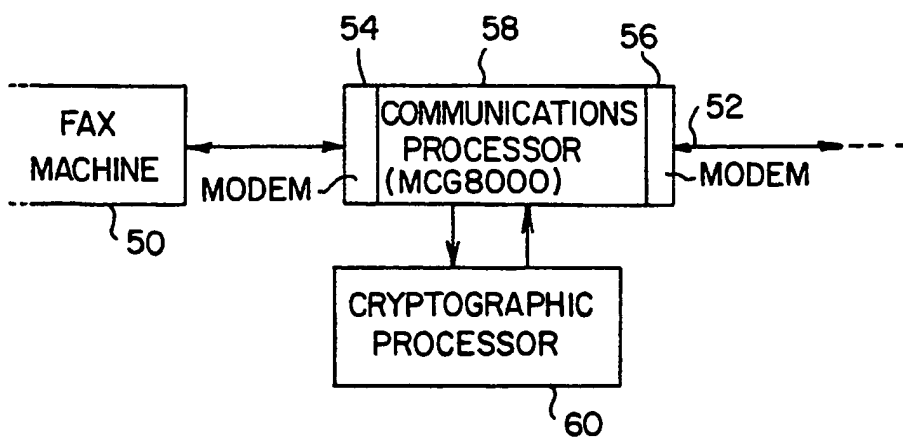 54
58
56
FAX
MACHINE
MODEM
COMMUNICATIONS
PROCESSOR
(MCG8000)
52
MODEM
50
CRYPTOGRAPHIC
PROCESSOR
60